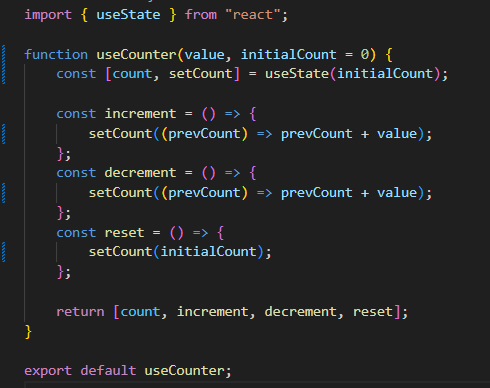 import { useState } from "react";

function useCounter(value, initialCount = 0) {
    const [count, setCount] = useState(initialCount);

    const increment = () => {
        setCount((prevCount) => prevCount + value);
    };
    const decrement = () => {
        setCount((prevCount) => prevCount + value);
    };
    const reset = () => {
        setCount(initialCount);
    };

    return [count, increment, decrement, reset];
}

export default useCounter;